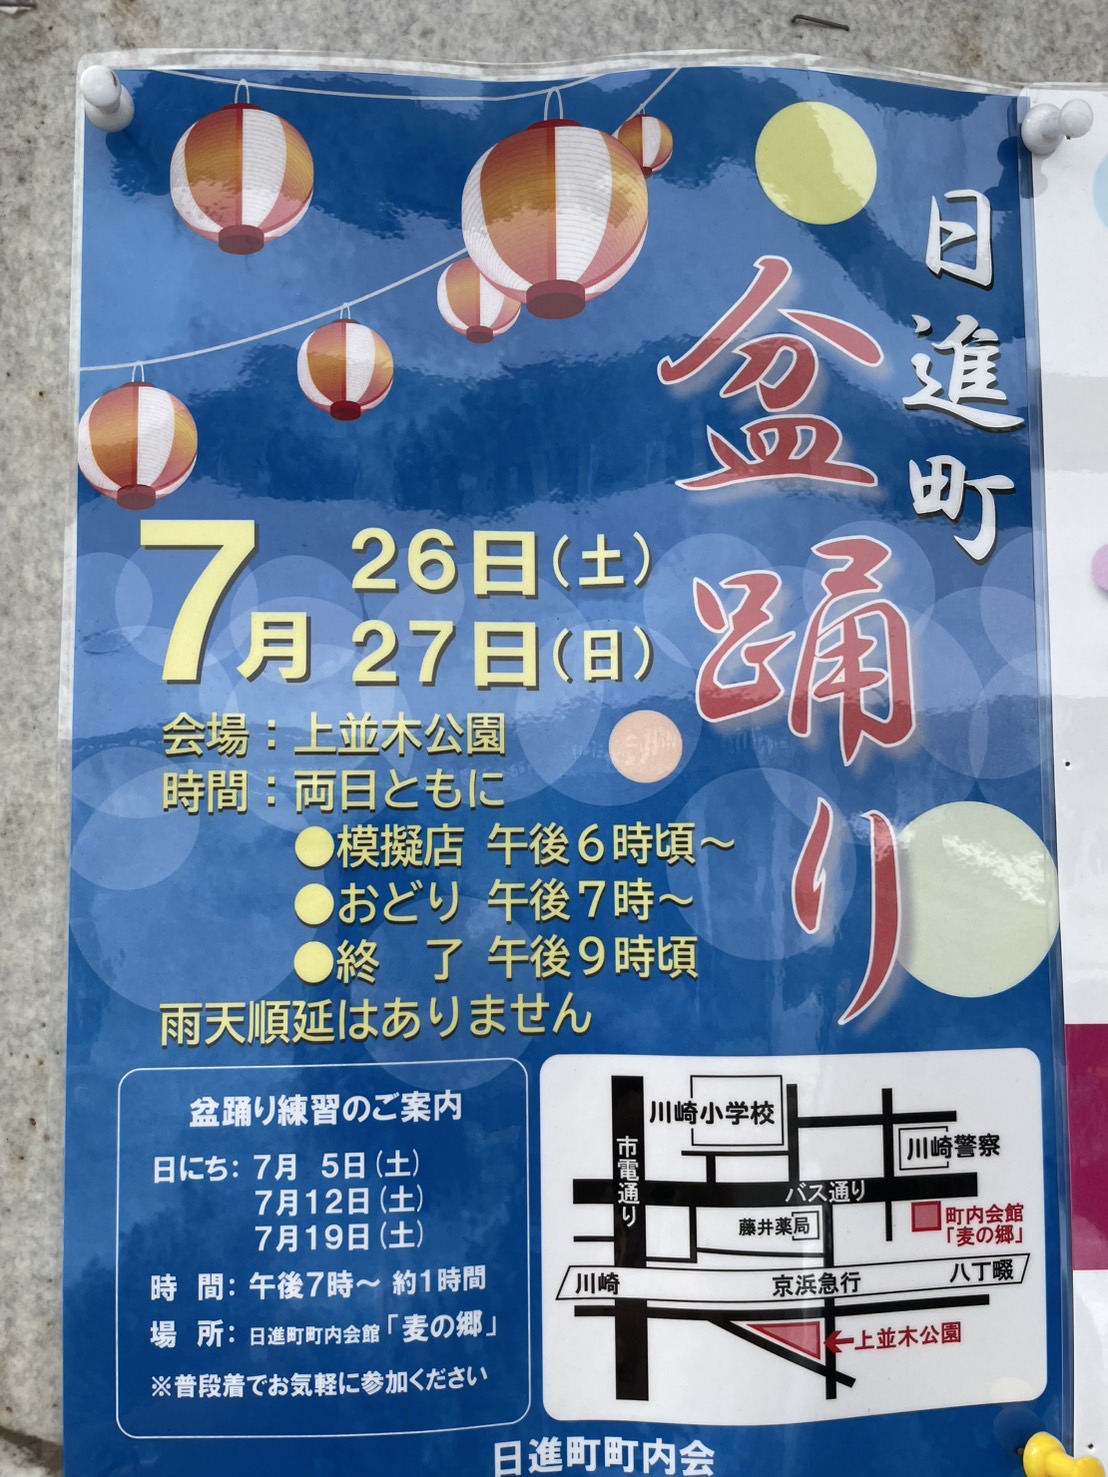 日進町
盆踊り
7月
26日（土）
27日（日）
会場：上並木公園
時間：両日ともに
●模擬店 午後６時頃～
●おどり 午後７時～
●終　了 午後９時頃
雨天順延はありません
盆踊り練習のご案内
日にち：7月　5日（土）
7月12日（土）
7月19日（土）
時　間：午後7時～ 約1時間
場　所：日進町町内会館「麦の郷」
※普段着でお気軽に参加ください
川崎小学校
市電通り
川崎警察
バス通り
藤井薬局
町内会館
「麦の郷」
川崎
京浜急行
八丁畷
←上並木公園
日進町町内会